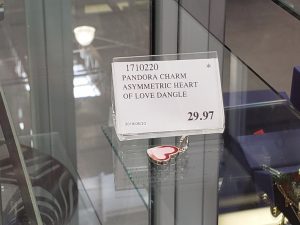 1710220 *
PANDORA CHARM
ASYMMETRIC HEART
OF LOVE DANGLE
29.97